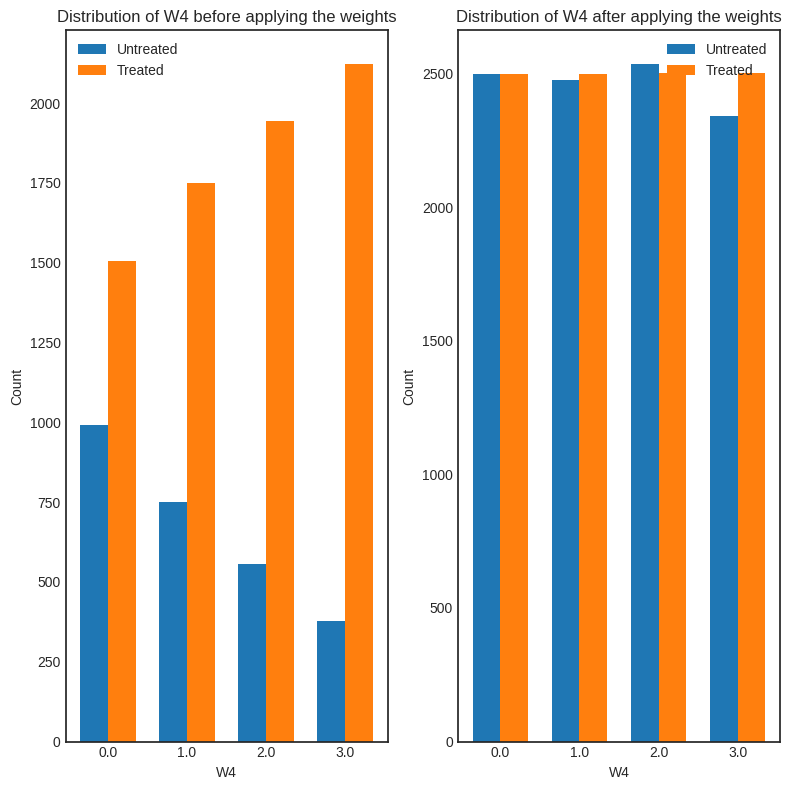 Distribution of W4 before applying the weights
Untreated
Treated
2000
1750
1500
1250
1000
750
500
250
0
Count
0.0 1.0 2.0 3.0
W4
Distribution of W4 after applying the weights
Untreated
Treated
2500
2000
1500
1000
500
0
Count
0.0 1.0 2.0 3.0
W4